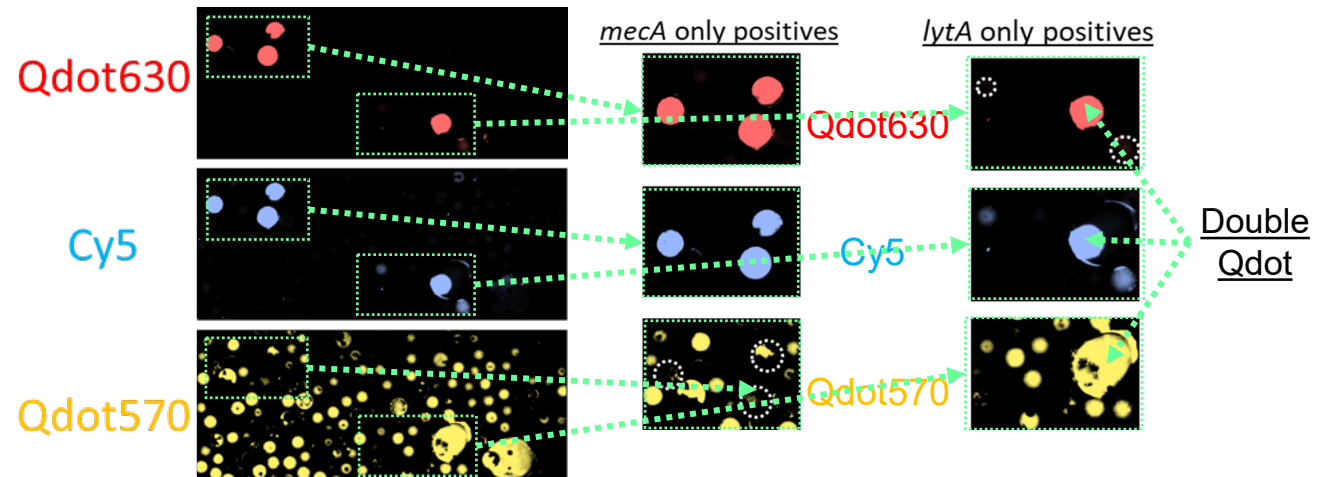 mecA only positives
lytA only positives
Qdot630
Qdot630
Cy5
Cy5
Double
Qdot
Qdot570
Qdot570